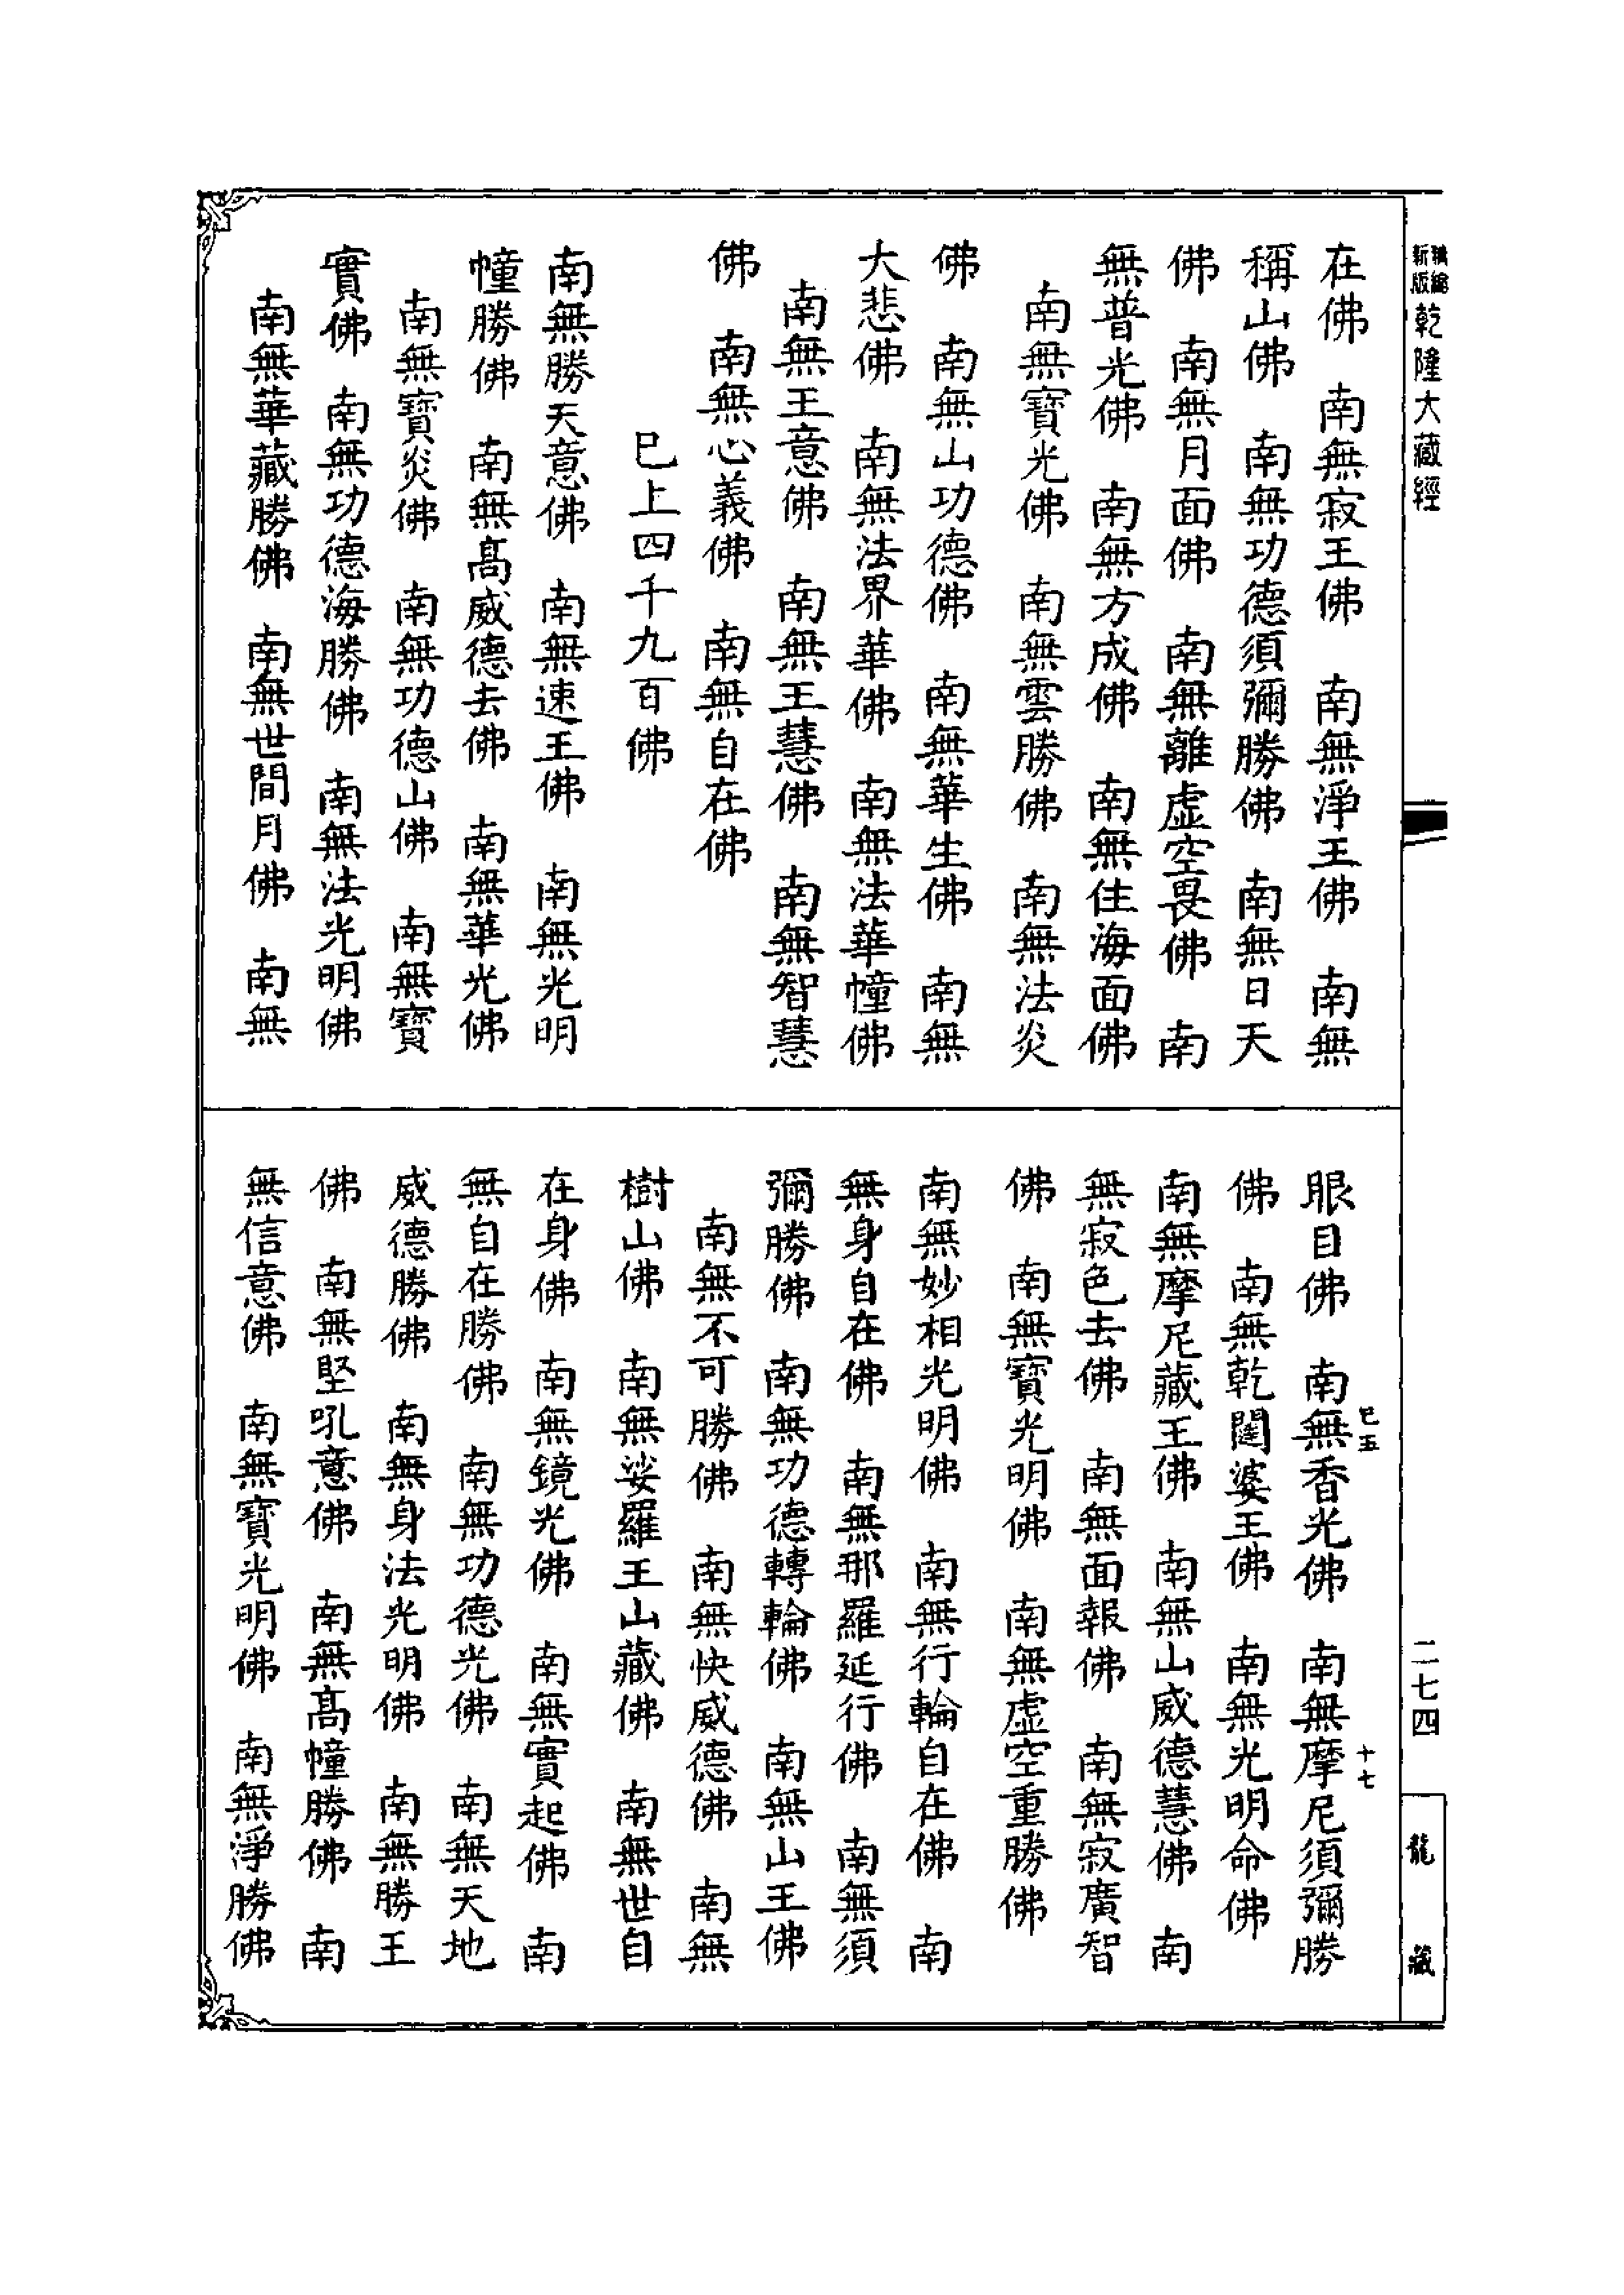 新版精縮乾隆大藏經
在佛　南無寂王佛　南無淨王佛　南無
稱山佛　南無功德須彌勝佛　南無日天
佛　南無月面佛　南無離虛空畏佛　南
無普光佛　南無方成佛　南無住海面佛
南無寶光佛　南無雲勝佛　南無法炎
佛　南無山功德佛　南無華生佛　南無
大悲佛　南無法界華佛　南無法華幢佛
南無王意佛　南無王慧佛　南無智慧
佛　南無心義佛　南無自在佛
已上四千九百佛
南無勝天意佛　南無速王佛　南無光明
幢勝佛　南無髙威德去佛　南無華光佛
南無寶炎佛　南無功德山佛　南無寶
實佛　南無功德海勝佛　南無法光明佛
南無華藏勝佛　南無世間月佛　南無
眼目佛　南無香光佛　南無摩尼須彌勝
佛　南無乾闥婆王佛　南無光明命佛
南無摩尼藏王佛　南無山威德慧佛　南
無寂色去佛　南無面報佛　南無寂廣智
佛　南無寶光明佛　南無虛空重勝佛
南無妙相光明佛　南無行輪自在佛　南
無身自在佛　南無那羅延行佛　南無須
彌勝佛　南無功德轉輪佛　南無山王佛
南無不可勝佛　南無快威德佛　南無
樹山佛　南無娑羅王山藏佛　南無世自
在身佛　南無鏡光佛　南無實起佛　南
無自在勝佛　南無功德光佛　南無天地
威德勝佛　南無身法光明佛　南無勝王
佛　南無堅吼意佛　南無髙幢勝佛　南
無信意佛　南無寶光明佛　南無淨勝佛
已五
十七
二七四
龍藏